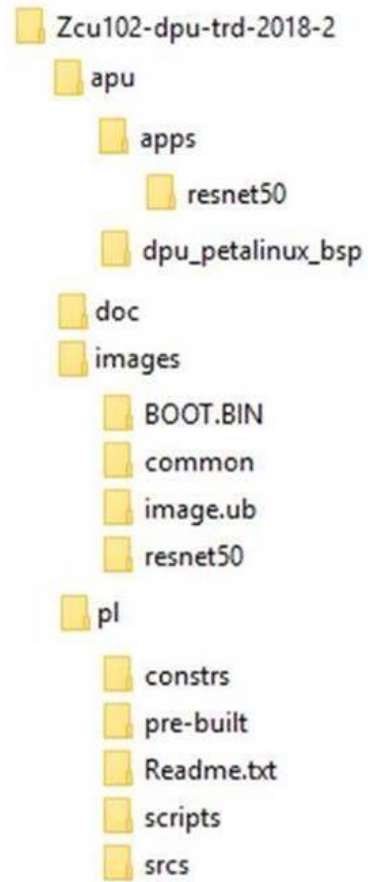 Zcu102-dpu-trd-2018-2
apu
apps
resnet50
dpu_petalinux_bsp
doc
images
BOOT.BIN
common
image.ub
resnet50
pl
constrs
pre-built
Readme.txt
scripts
srcs